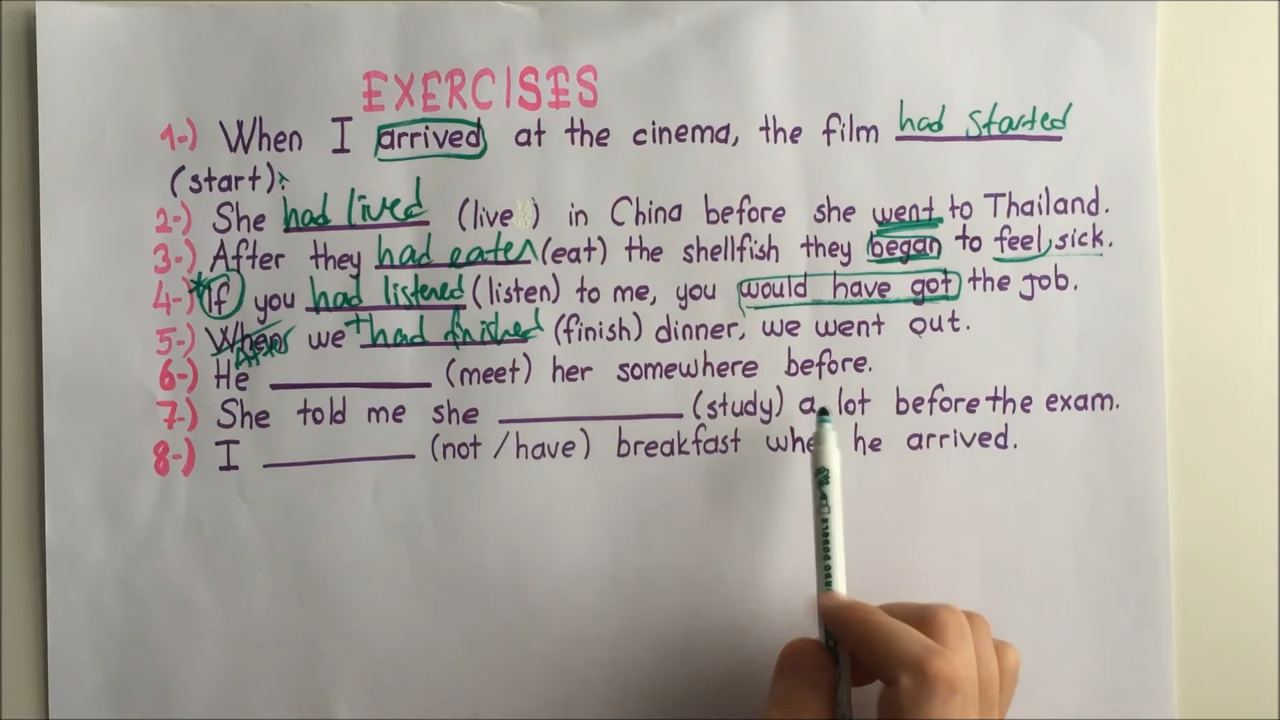 EXERCISES
1-) When I arrived at the cinema, the film had started
(start).
2-) She had lived (live ) in China before she went to Thailand.
3-) After they had eaten (eat) the shellfish they began to feel sick.
*4-) If you had listened (listen) to me, you would have got the job.
5-) When After we had finished (finish) dinner, we went out.
6-) He ________ (meet) her somewhere before.
7-) She told me she ________ (study) a lot before the exam.
8-) I ________ (not / have) breakfast when he arrived.